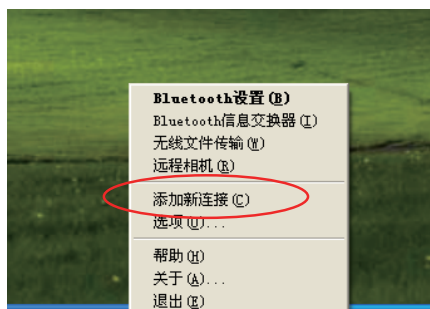 Bluetooth设置(B)
Bluetooth信息交换器(I)
无线文件传输(W)
远程相机(R)
添加新连接(C)
选项(O)...
帮助(H)
关于(A)...
退出(E)